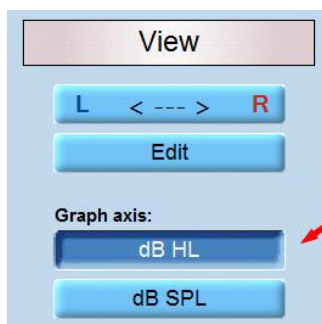 View
L < --- > R
Edit
Graph axis:
dB HL
dB SPL